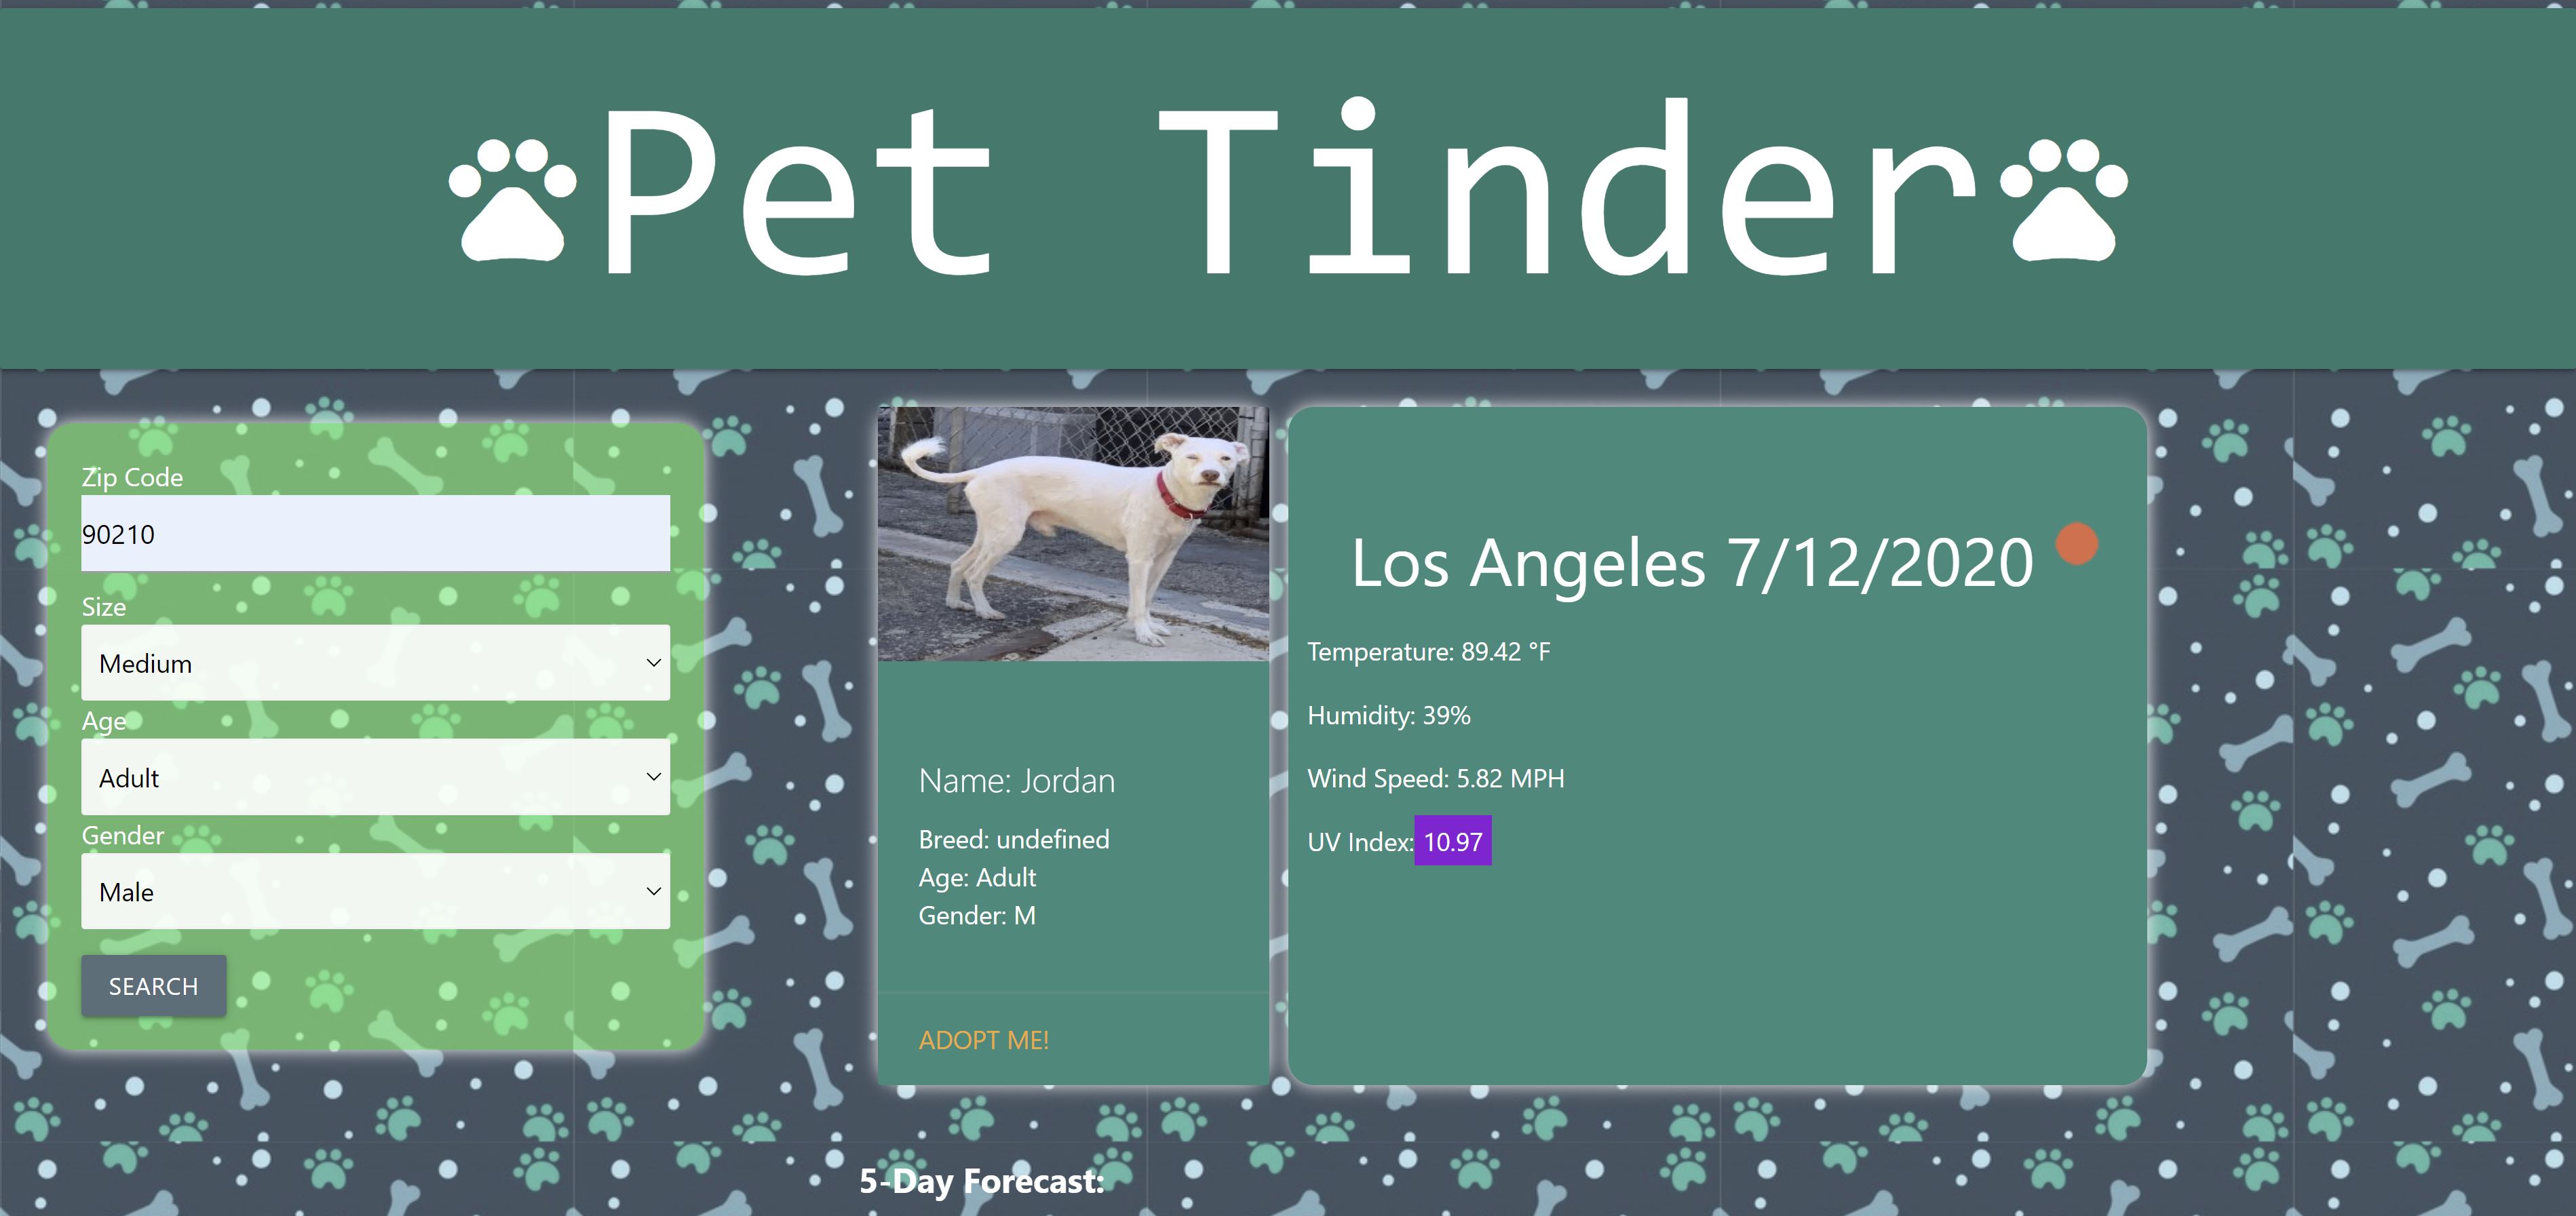 Pet Tinder
Zip Code
90210
Size
Medium
Age
Adult
Gender
Male
SEARCH
Name: Jordan
Breed: undefined
Age: Adult
Gender: M
ADOPT ME!
Los Angeles 7/12/2020
Temperature: 89.42 °F
Humidity: 39%
Wind Speed: 5.82 MPH
UV Index: 10.97
5-Day Forecast: